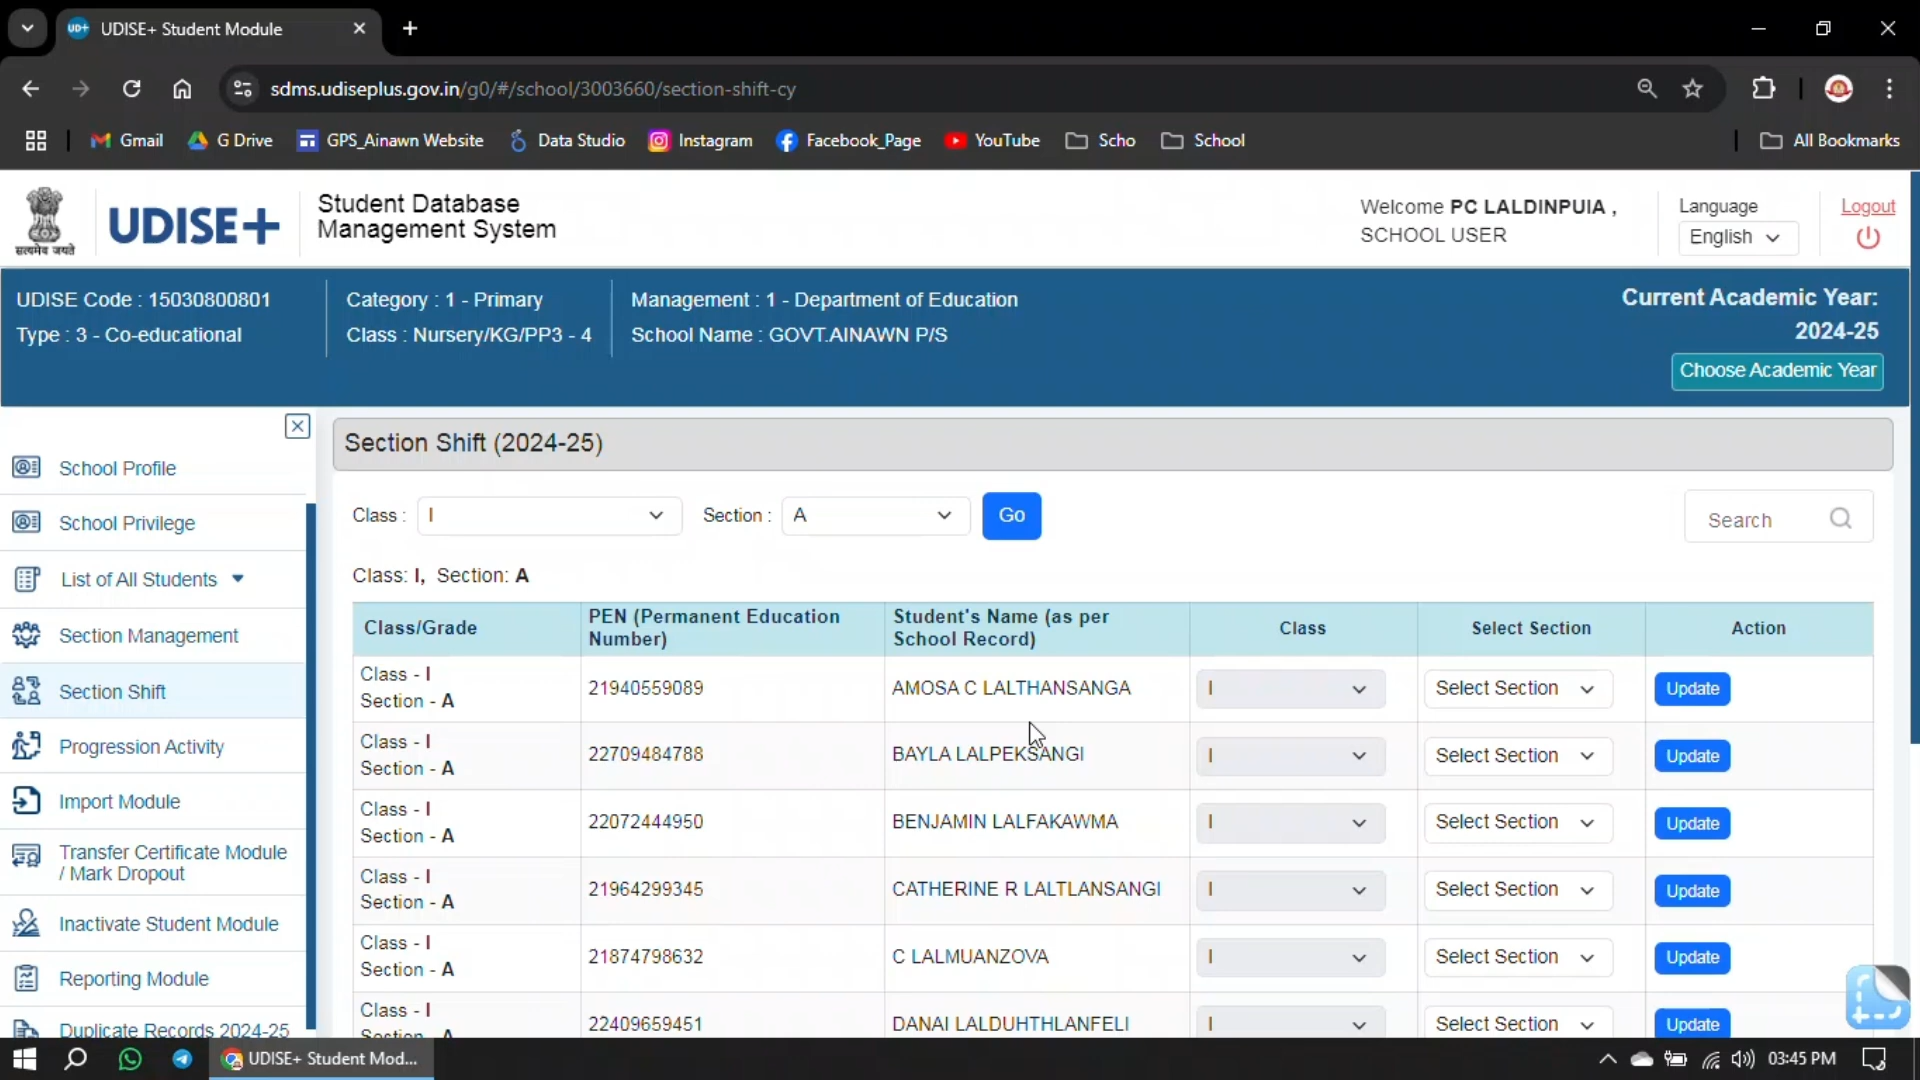 UD+ UDISE+ Student Module
sdms.udiseplus.gov.in/g0/#/school/3003660/section-shift-cy
Gmail G Drive GPS_Ainawn Website Data Studio Instagram Facebook_Page YouTube Scho School All Bookmarks
सत्यमेव जयते
UDISE+
Student Database
Management System
Welcome PC LALDINPUIA ,
SCHOOL USER
Language
English
Logout
UDISE Code : 15030800801
Type : 3 - Co-educational
Category : 1 - Primary
Class : Nursery/KG/PP3 - 4
Management : 1 - Department of Education
School Name : GOVT.AINAWN P/S
Current Academic Year:
2024-25
Choose Academic Year
School Profile
School Privilege
List of All Students
Section Management
Section Shift
Progression Activity
Import Module
Transfer Certificate Module
/ Mark Dropout
Inactivate Student Module
Reporting Module
Duplicate Records 2024-25
Section Shift (2024-25)
Class : I Section : A Go Search
Class: I, Section: A
Class/Grade PEN (Permanent Education Number) Student's Name (as per School Record) Class Select Section Action
Class - I
Section - A
21940559089 AMOSA C LALTHANSANGA I Select Section Update
Class - I
Section - A
22709484788 BAYLA LALPEKSANGI I Select Section Update
Class - I
Section - A
22072444950 BENJAMIN LALFAKAWMA I Select Section Update
Class - I
Section - A
21964299345 CATHERINE R LALTLANSANGI I Select Section Update
Class - I
Section - A
21874798632 C LALMUANZOVA I Select Section Update
Class - I
Section - A
22409659451 DANAI LALDUHTHLANFELI I Select Section Update
UDISE+ Student Mod... 03:45 PM